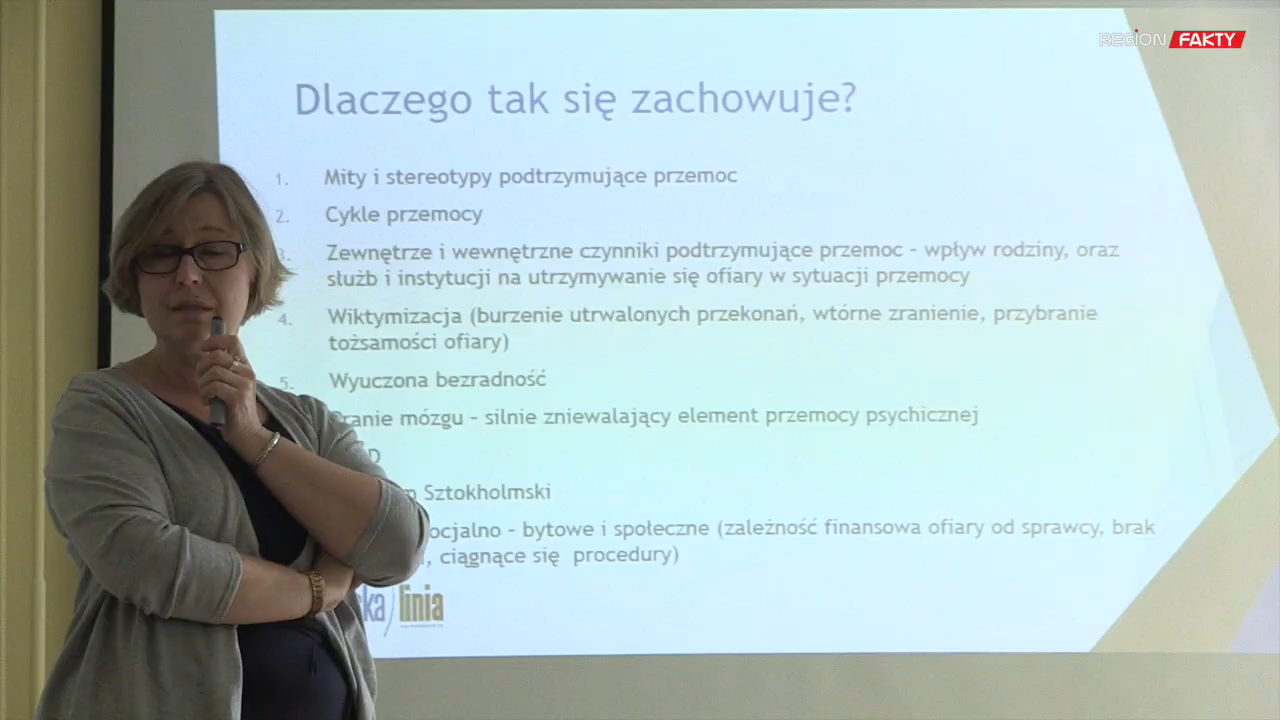 REGION FAKTY
Dlaczego tak się zachowuje?
1. Mity i stereotypy podtrzymujące przemoc
2. Cykle przemocy
3. Zewnętrze i wewnętrzne czynniki podtrzymujące przemoc – wpływ rodziny, oraz
służb i instytucji na utrzymywanie się ofiary w sytuacji przemocy
4. Wiktymizacja (burzenie utrwalonych przekonań, wtórne zranienie, przybranie
tożsamości ofiary)
5. Wyuczona bezradność
mózgu – silnie zniewalający element przemocy psychicznej
D
Sztokholmski
ocjalno – bytowe i społeczne (zależność finansowa ofiary od sprawcy, brak
, ciągnące się procedury)
ka linia